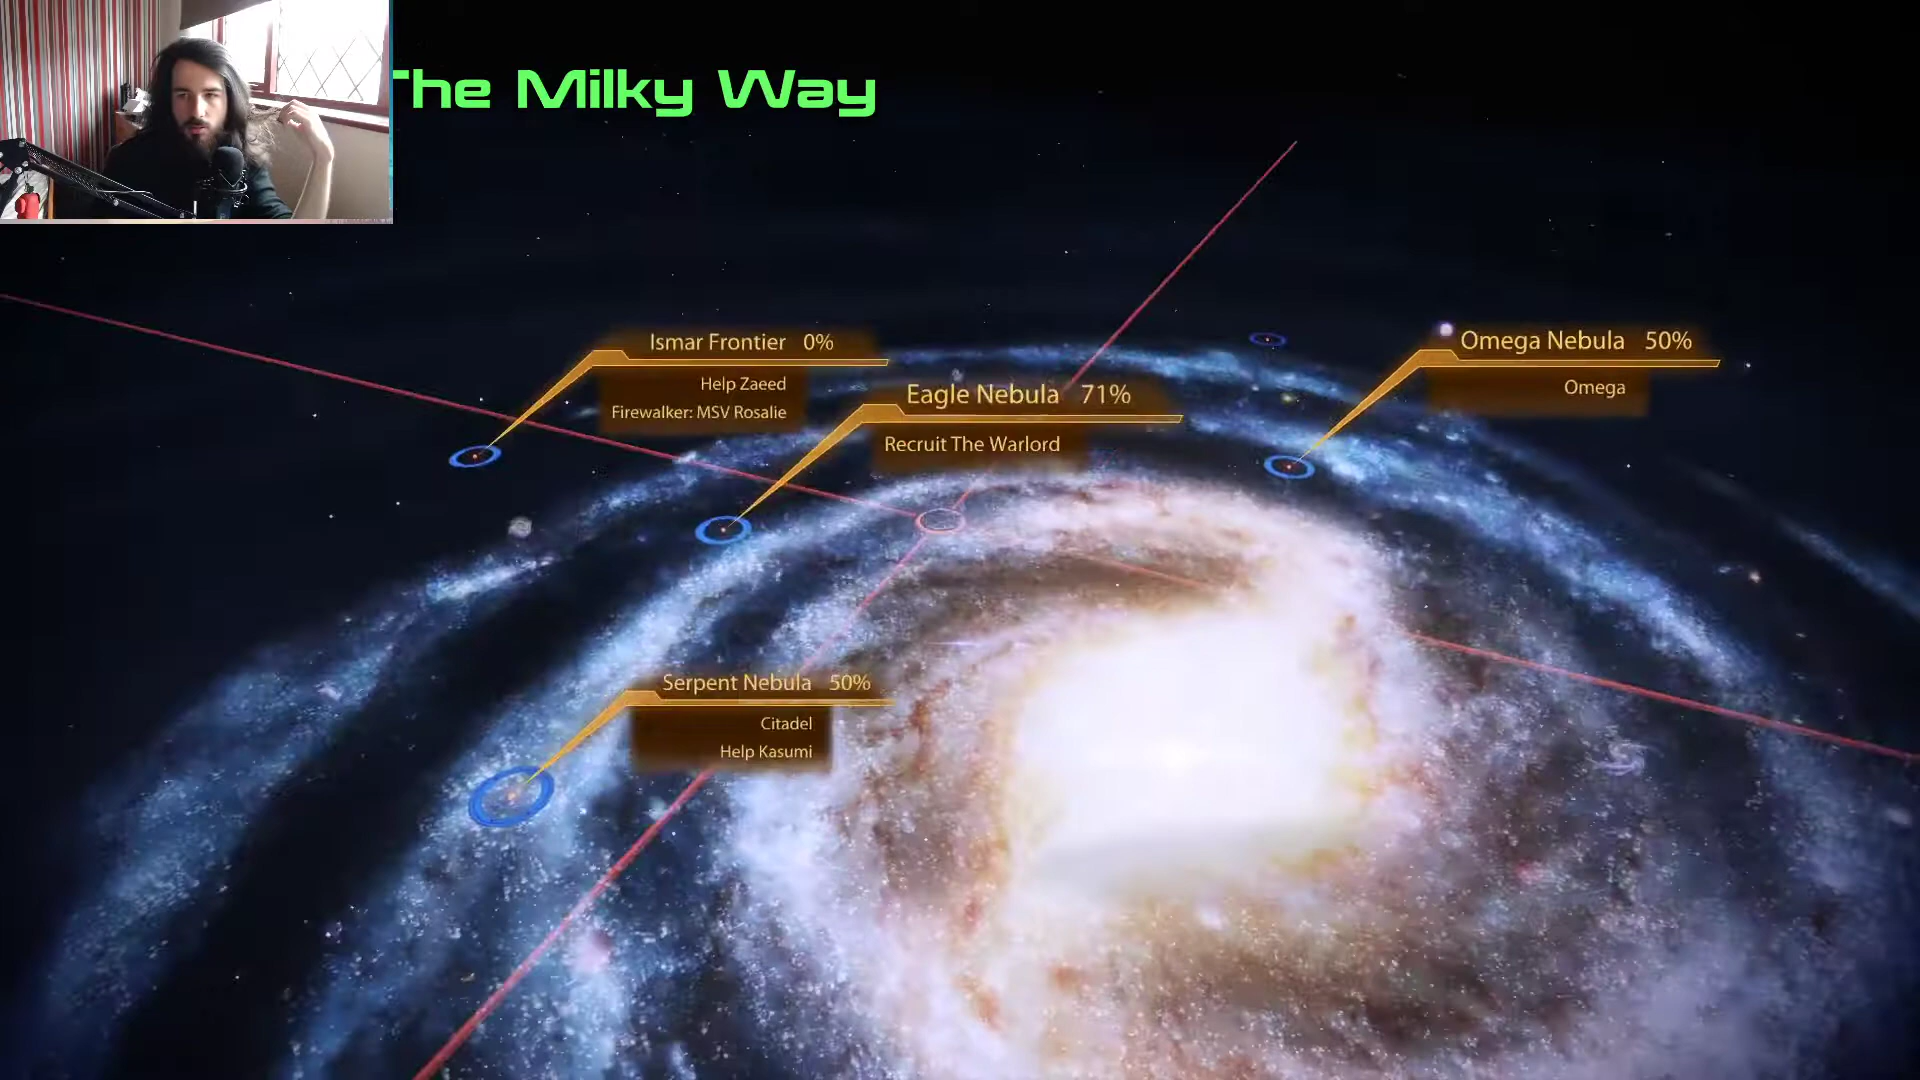 The Milky Way
Ismar Frontier 0%
Help Zaeed
Firewalker: MSV Rosalie
Eagle Nebula 71%
Recruit The Warlord
Omega Nebula 50%
Omega
Serpent Nebula 50%
Citadel
Help Kasumi